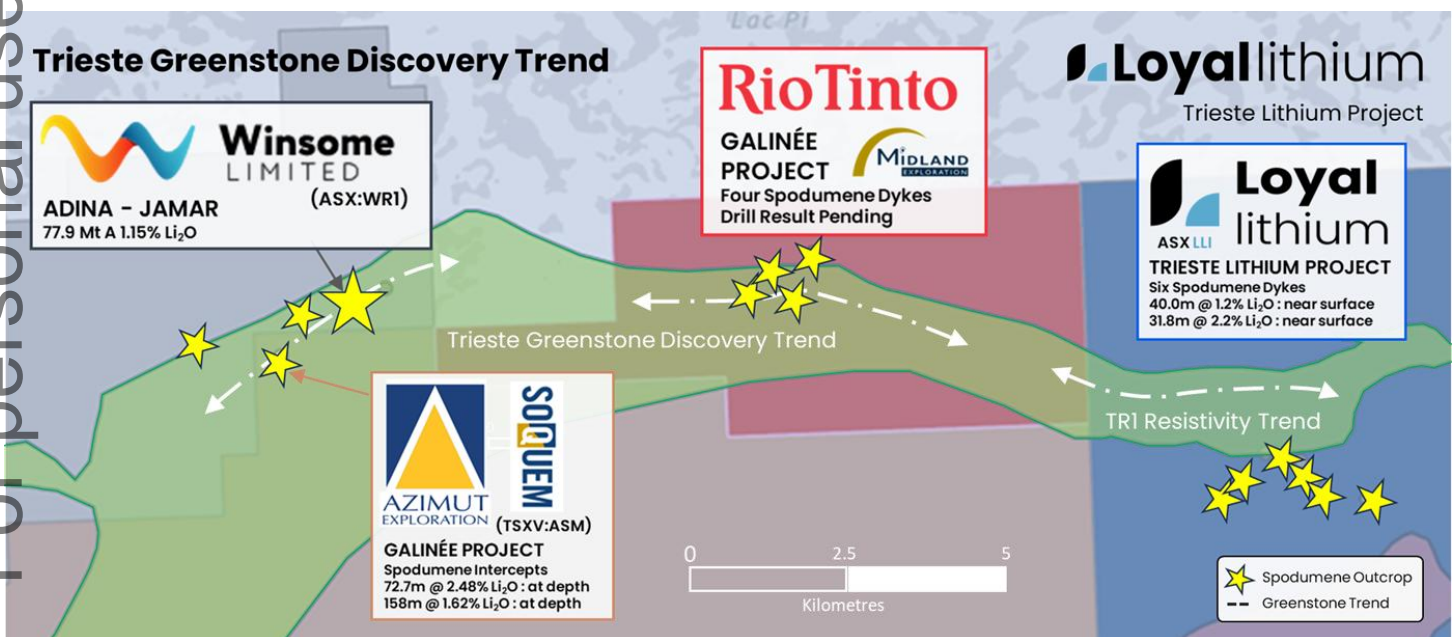 For personal use
Lac Pi
Trieste Greenstone Discovery Trend
Winsome
LIMITED
(ASX:WR1)
ADINA - JAMAR
77.9 Mt A 1.15% Li₂O
RioTinto
GALINÉE
PROJECT
MIDLAND
EXPLORATION
Four Spodumene Dykes
Drill Result Pending
Loyallithium
Trieste Lithium Project
Loyal
lithium
ASX LLI
TRIESTE LITHIUM PROJECT
Six Spodumene Dykes
40.0m @ 1.2% Li₂O : near surface
31.8m @ 2.2% Li₂O : near surface
Trieste Greenstone Discovery Trend
TR1 Resistivity Trend
AZIMUT
EXPLORATION
SOQUEM
(TSXV:ASM)
GALINÉE PROJECT
Spodumene Intercepts
72.7m @ 2.48% Li₂O : at depth
158m @ 1.62% Li₂O : at depth
0 2.5 5
Kilometres
Spodumene Outcrop
Greenstone Trend